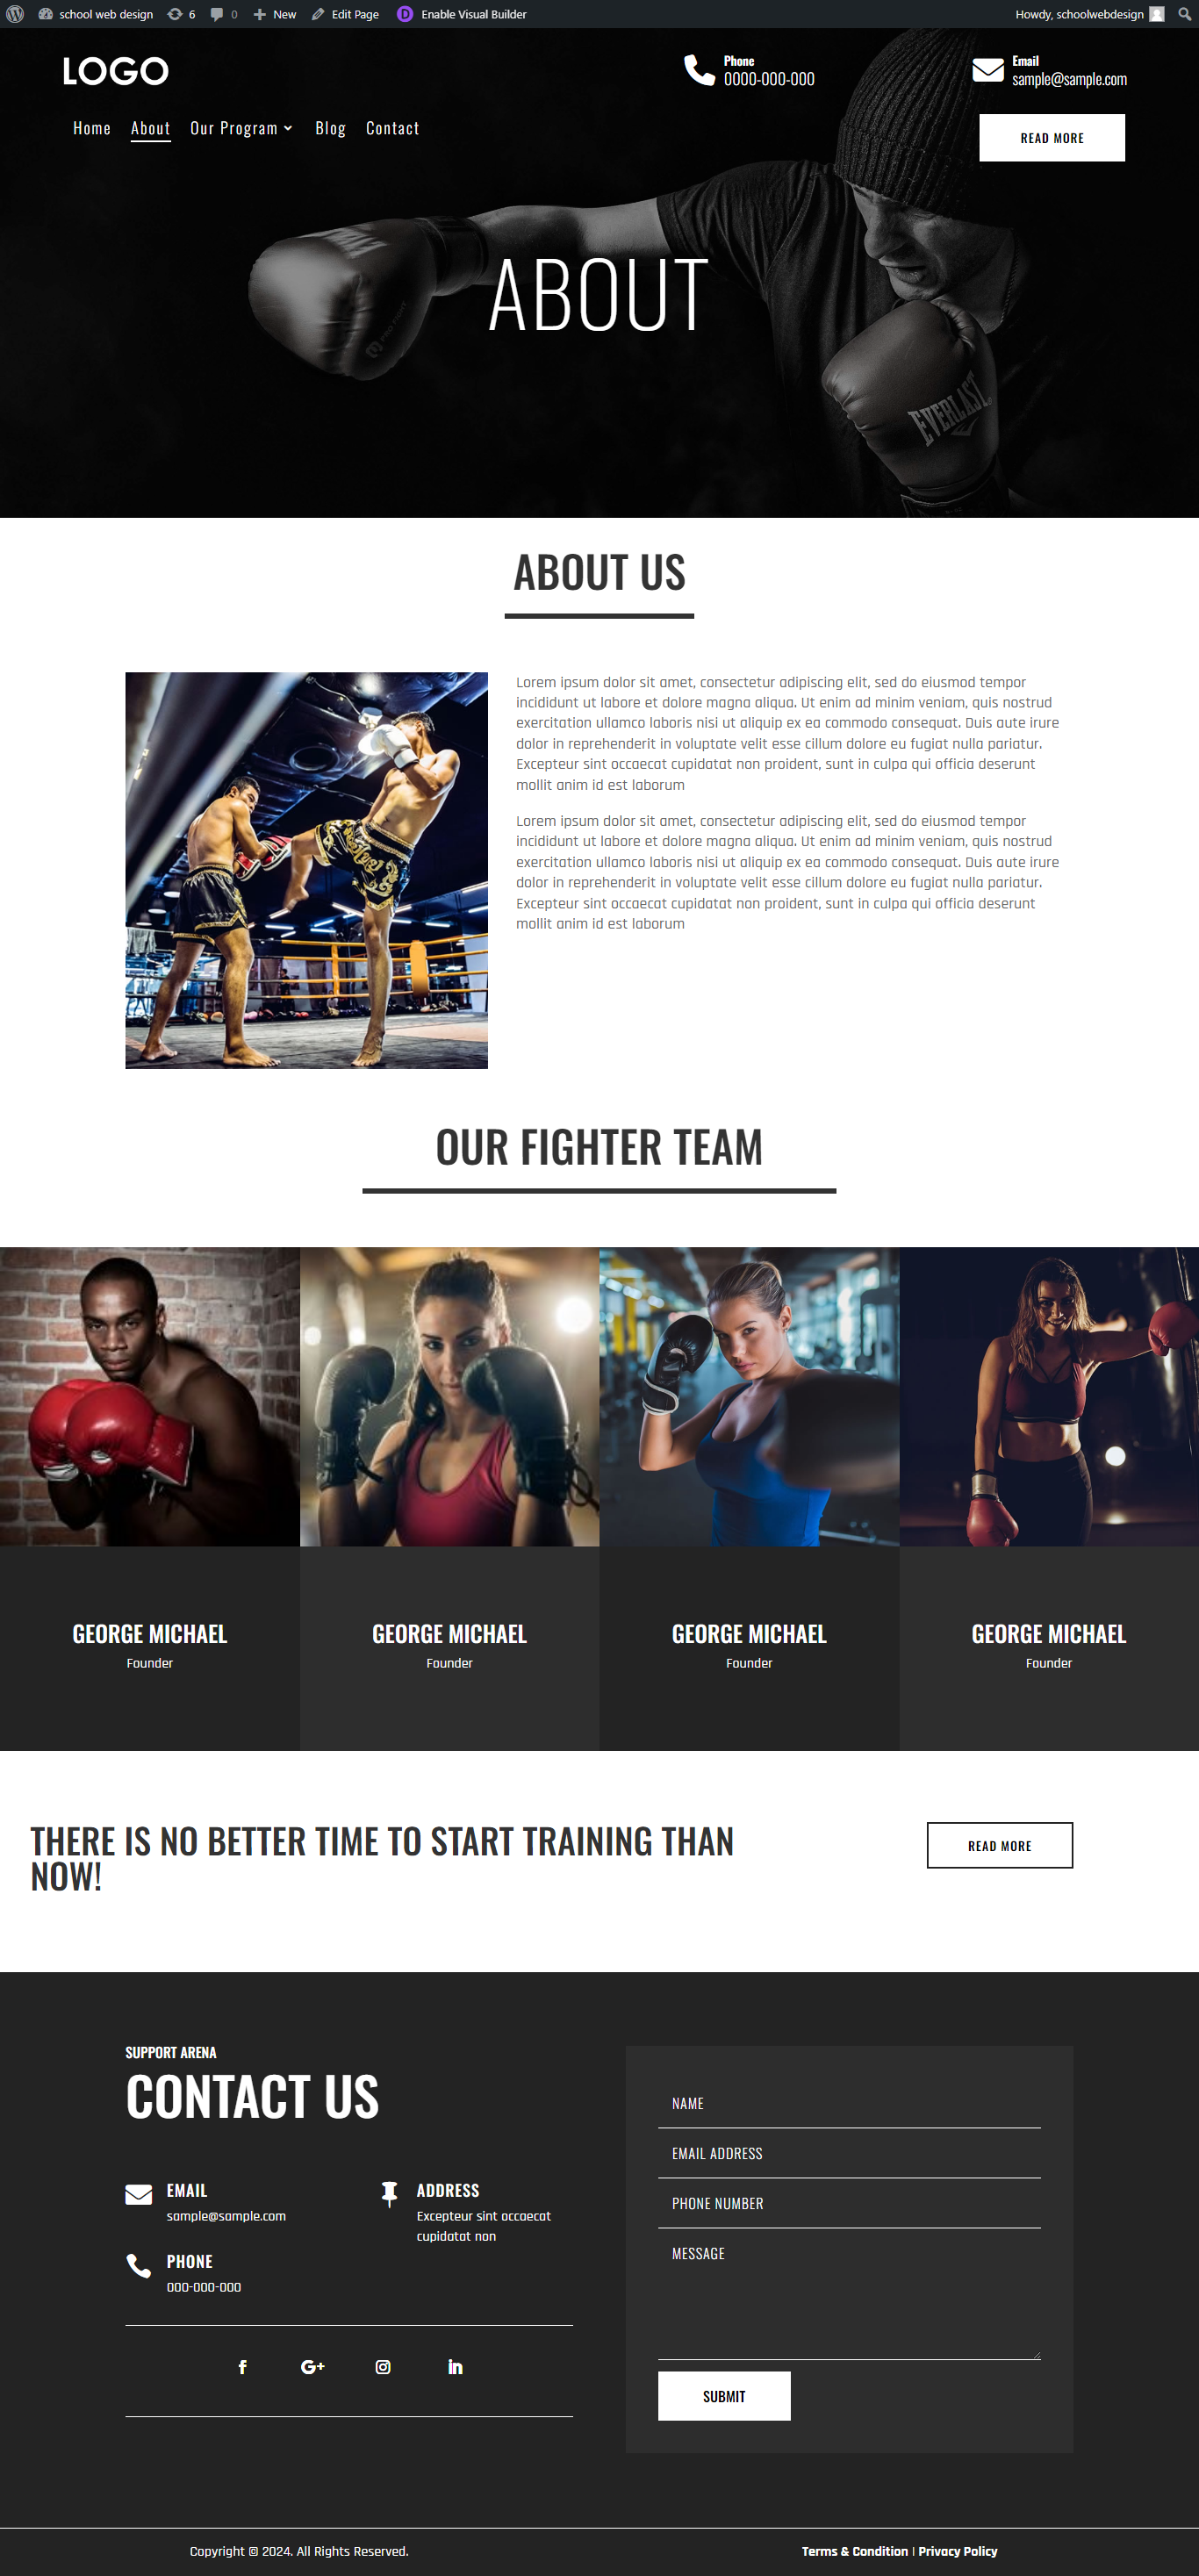 school web design 6 0 New Edit Page Enable Visual Builder Howdy, schoolwebdesign
LOGO
Phone
0000-000-000
Email
sample@sample.com
Home About Our Program Blog Contact
READ MORE
ABOUT
EVERLAST
ABOUT US
Lorem ipsum dolor sit amet, consectetur adipiscing elit, sed do eiusmod tempor
incididunt ut labore et dolore magna aliqua. Ut enim ad minim veniam, quis nostrud
exercitation ullamco laboris nisi ut aliquip ex ea commodo consequat. Duis aute irure
dolor in reprehenderit in voluptate velit esse cillum dolore eu fugiat nulla pariatur.
Excepteur sint occaecat cupidatat non proident, sunt in culpa qui officia deserunt
mollit anim id est laborum
Lorem ipsum dolor sit amet, consectetur adipiscing elit, sed do eiusmod tempor
incididunt ut labore et dolore magna aliqua. Ut enim ad minim veniam, quis nostrud
exercitation ullamco laboris nisi ut aliquip ex ea commodo consequat. Duis aute irure
dolor in reprehenderit in voluptate velit esse cillum dolore eu fugiat nulla pariatur.
Excepteur sint occaecat cupidatat non proident, sunt in culpa qui officia deserunt
mollit anim id est laborum
OUR FIGHTER TEAM
GEORGE MICHAEL
Founder
GEORGE MICHAEL
Founder
GEORGE MICHAEL
Founder
GEORGE MICHAEL
Founder
THERE IS NO BETTER TIME TO START TRAINING THAN
NOW!
READ MORE
SUPPORT ARENA
CONTACT US
EMAIL
sample@sample.com
ADDRESS
Excepteur sint occaecat
cupidatat non
PHONE
000-000-000
NAME
EMAIL ADDRESS
PHONE NUMBER
MESSAGE
SUBMIT
Copyright © 2024. All Rights Reserved.
Terms & Condition | Privacy Policy